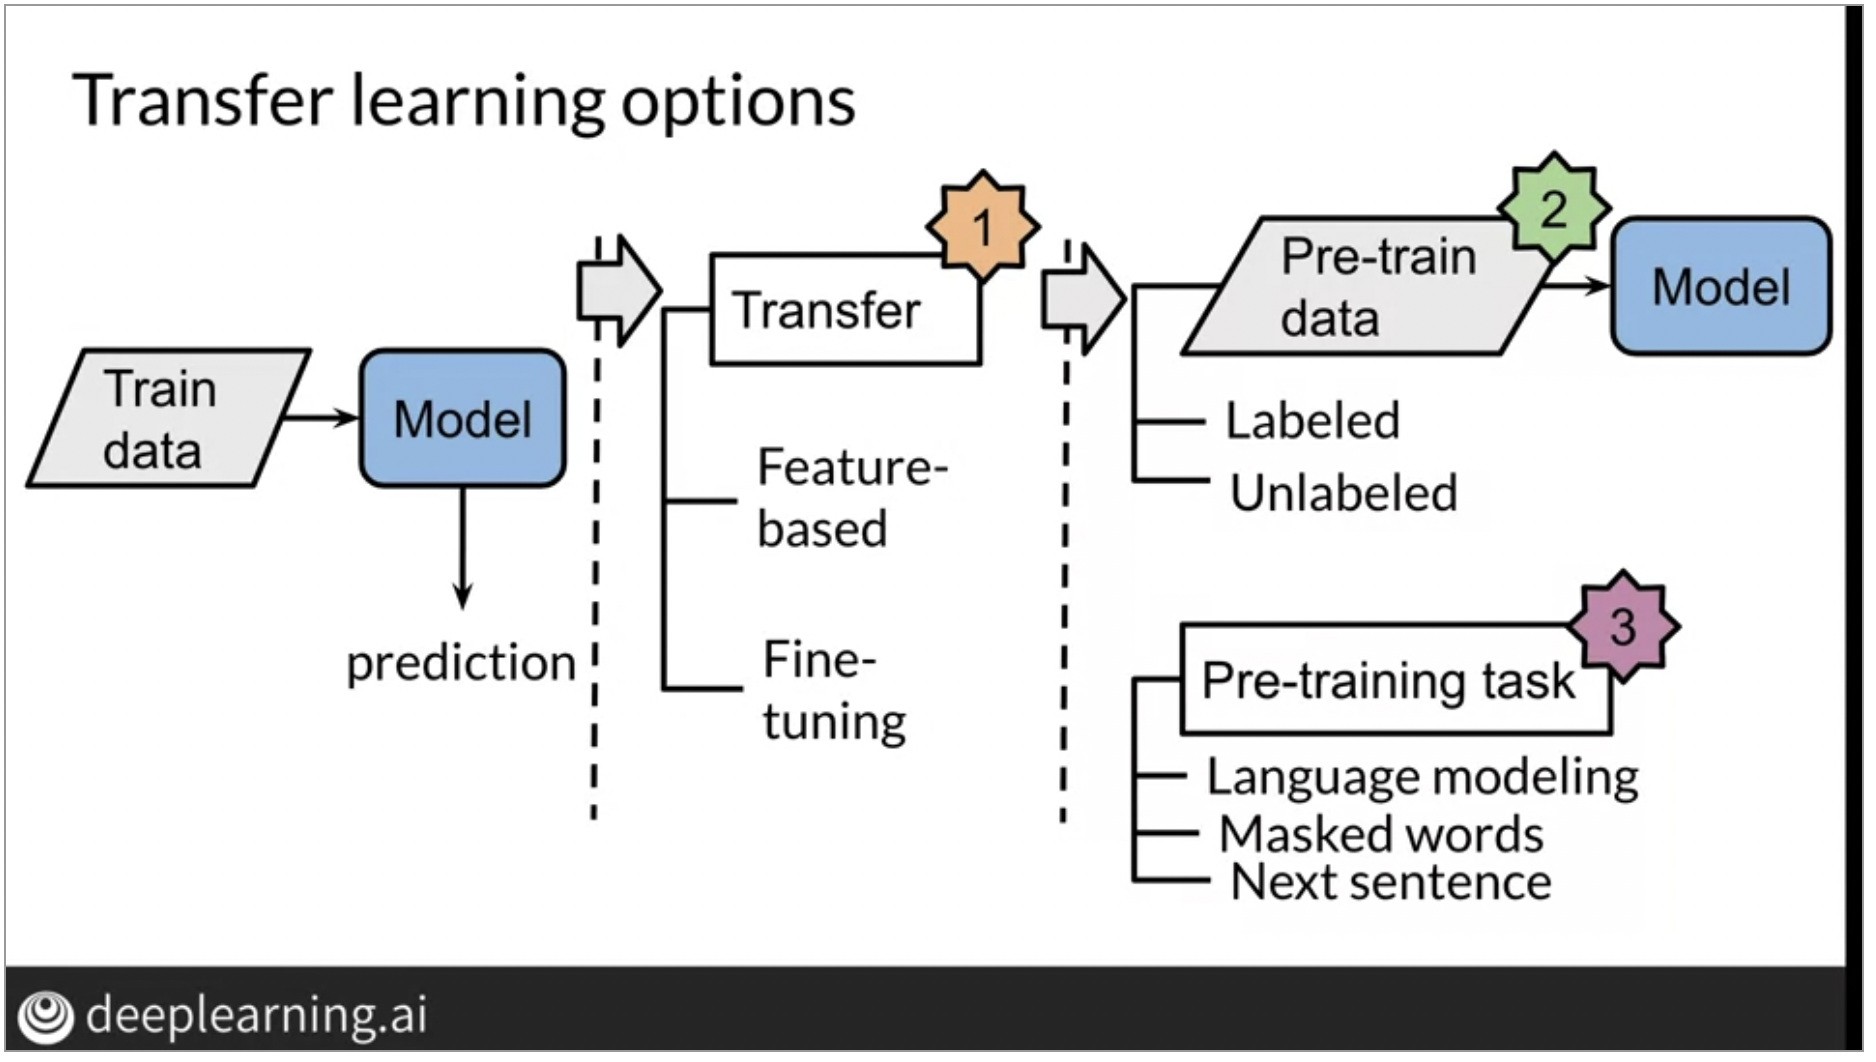 Transfer learning options
Train
data
Model
prediction
1
Transfer
Feature-
based
Fine-
tuning
2
Pre-train
data
Model
Labeled
Unlabeled
3
Pre-training task
Language modeling
Masked words
Next sentence
deeplearning.ai